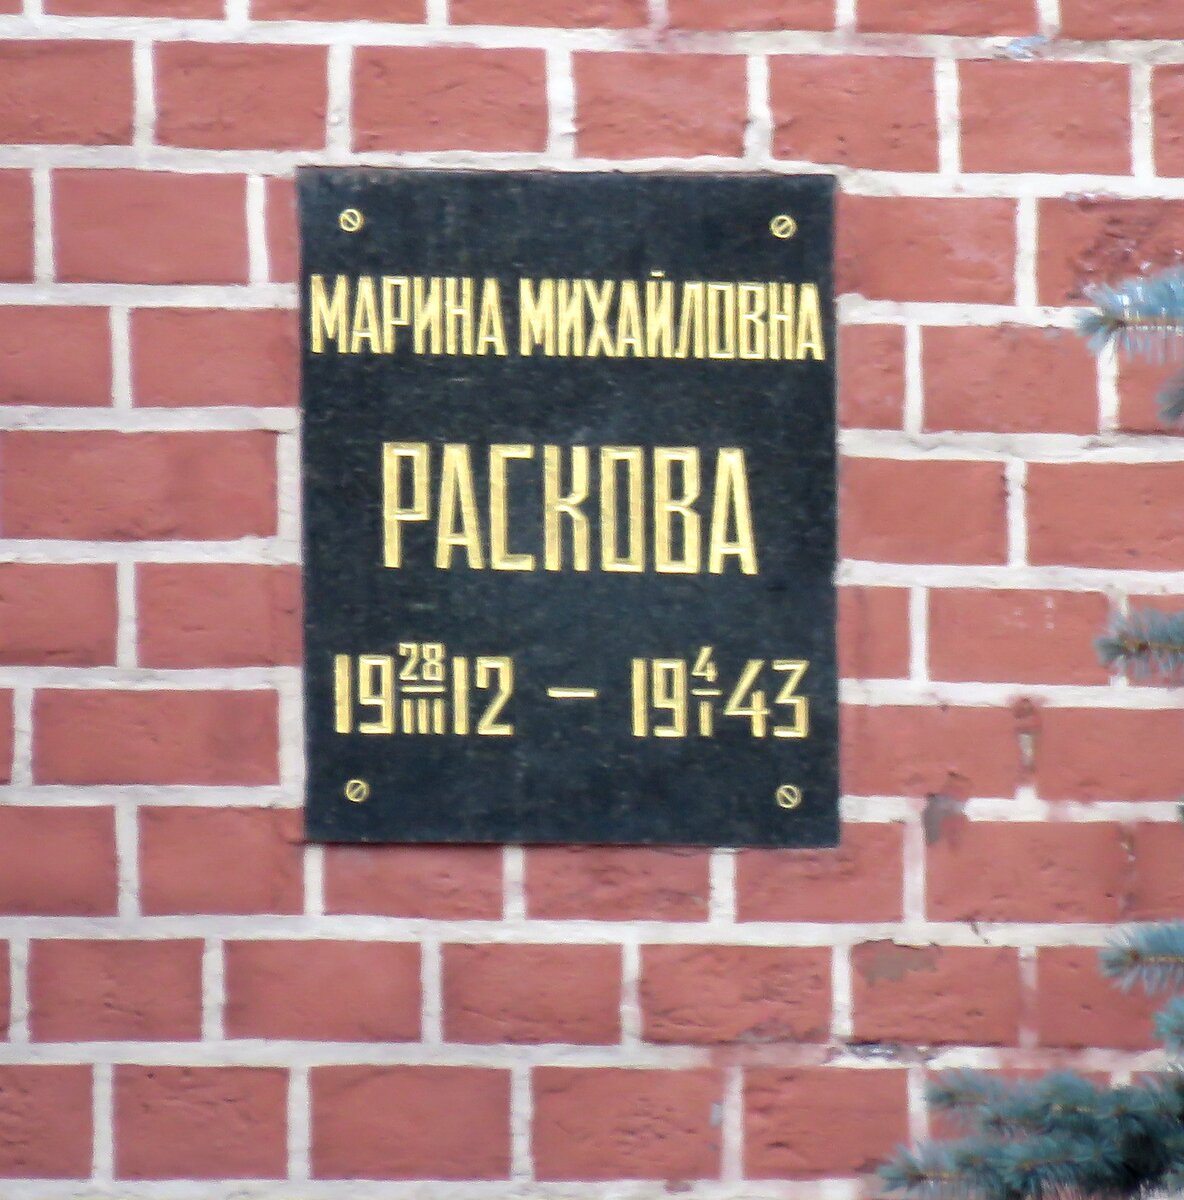 МАРИНА МИХАЙЛОВНА
РАСКОВА
19 28/III 12 – 19 4/I 43